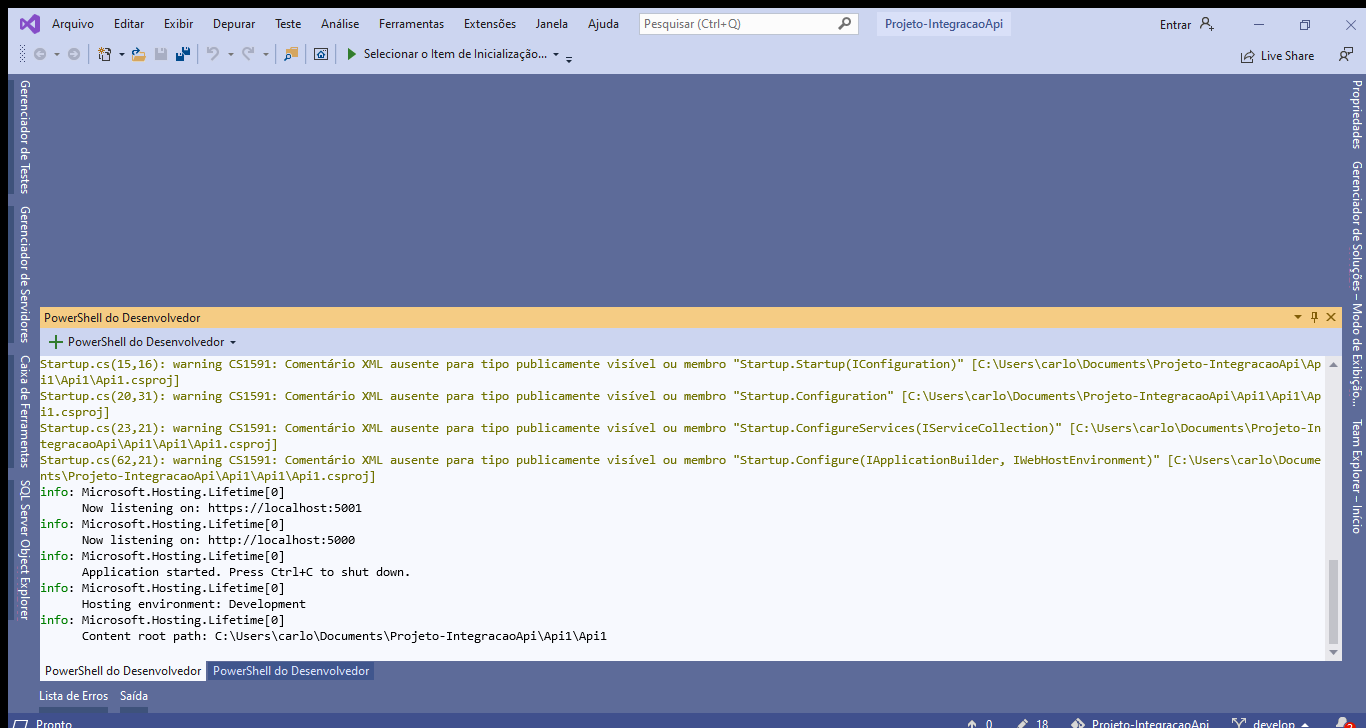 Arquivo Editar Exibir Depurar Teste Análise Ferramentas Extensões Janela Ajuda Pesquisar (Ctrl+Q) Projeto-IntegracaoApi Entrar
Selecionar o Item de Inicialização... Live Share
Gerenciador de Testes
Gerenciador de Servidores
Caixa de Ferramentas
SQL Server Object Explorer
PowerShell do Desenvolvedor
PowerShell do Desenvolvedor
Startup.cs(15,16): warning CS1591: Comentário XML ausente para tipo publicamente visível ou membro "Startup.Startup(IConfiguration)" [C:\Users\carlo\Documents\Projeto-IntegracaoApi\Ap
i1\Api1\Api1.csproj]
Startup.cs(20,31): warning CS1591: Comentário XML ausente para tipo publicamente visível ou membro "Startup.Configuration" [C:\Users\carlo\Documents\Projeto-IntegracaoApi\Api1\Api1\Ap
i1.csproj]
Startup.cs(23,21): warning CS1591: Comentário XML ausente para tipo publicamente visível ou membro "Startup.ConfigureServices(IServiceCollection)" [C:\Users\carlo\Documents\Projeto-In
tegracaoApi\Api1\Api1\Api1.csproj]
Startup.cs(62,21): warning CS1591: Comentário XML ausente para tipo publicamente visível ou membro "Startup.Configure(IApplicationBuilder, IWebHostEnvironment)" [C:\Users\carlo\Docume
nts\Projeto-IntegracaoApi\Api1\Api1\Api1.csproj]
info: Microsoft.Hosting.Lifetime[0]
Now listening on: https://localhost:5001
info: Microsoft.Hosting.Lifetime[0]
Now listening on: http://localhost:5000
info: Microsoft.Hosting.Lifetime[0]
Application started. Press Ctrl+C to shut down.
info: Microsoft.Hosting.Lifetime[0]
Hosting environment: Development
info: Microsoft.Hosting.Lifetime[0]
Content root path: C:\Users\carlo\Documents\Projeto-IntegracaoApi\Api1\Api1
PowerShell do Desenvolvedor PowerShell do Desenvolvedor
Lista de Erros Saída
Propriedades
Gerenciador de Soluções – Modo de Exibição...
Team Explorer – Início
Pronto 0 18 Projeto-IntegracaoApi develop 2